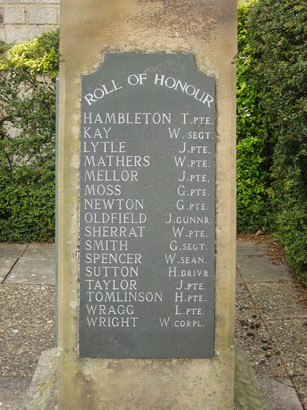 ROLL OF HONOUR
HAMBLETON T. PTE.
KAY W. SEGT.
LYTLE J. PTE.
MATHERS W. PTE.
MELLOR J. PTE.
MOSS G. PTE.
NEWTON G. PTE.
OLDFIELD J. GUNNR.
SHERRAT W. PTE.
SMITH G. SEGT.
SPENCER W. SEAN.
SUTTON H. DRIVR.
TAYLOR J. PTE.
TOMLINSON H. PTE.
WRAGG L. PTE.
WRIGHT W. CORPL.